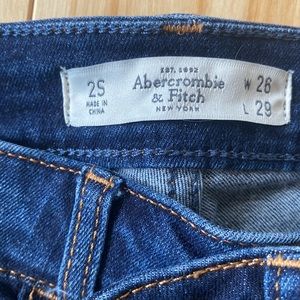 2S
MADE IN
CHINA
EST. 1892
Abercrombie
& Fitch
NEW YORK
W 26
L 29